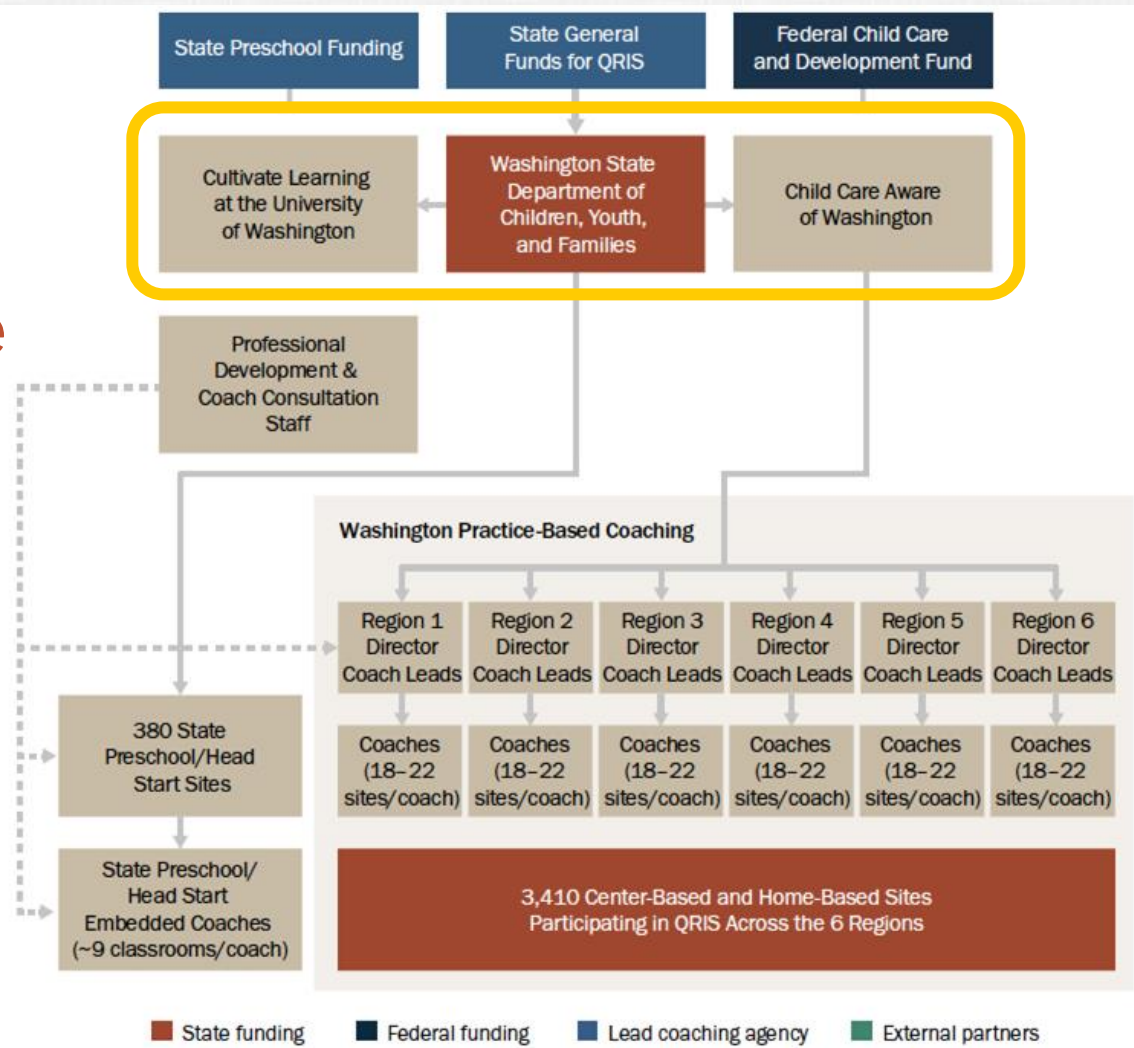 State Preschool Funding
State General
Funds for QRIS
Federal Child Care
and Development Fund
Cultivate Learning
at the University
of Washington
Washington State
Department of
Children, Youth,
and Families
Child Care Aware
of Washington
e
Professional
Development &
Coach Consultation
Staff
Washington Practice-Based Coaching
Region 1
Director
Coach Leads
Region 2
Director
Coach Leads
Region 3
Director
Coach Leads
Region 4
Director
Coach Leads
Region 5
Director
Coach Leads
Region 6
Director
Coach Leads
380 State
Preschool/Head
Start Sites
Coaches
(18–22
sites/coach)
Coaches
(18–22
sites/coach)
Coaches
(18–22
sites/coach)
Coaches
(18–22
sites/coach)
Coaches
(18–22
sites/coach)
Coaches
(18–22
sites/coach)
State Preschool/
Head Start
Embedded Coaches
(~9 classrooms/coach)
3,410 Center-Based and Home-Based Sites
Participating in QRIS Across the 6 Regions
State funding
Federal funding
Lead coaching agency
External partners